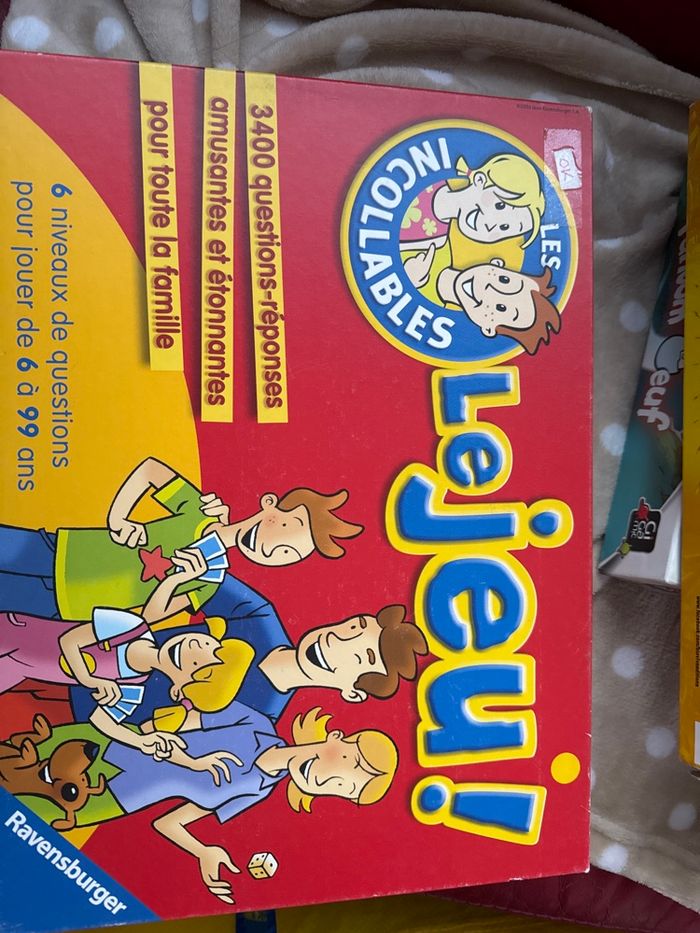 LES
INCOLLABLES
Le jeu!
OK
3400 questions-réponses
amusantes et étonnantes
pour toute la famille
6 niveaux de questions
pour jouer de 6 à 99 ans
Ravensburger